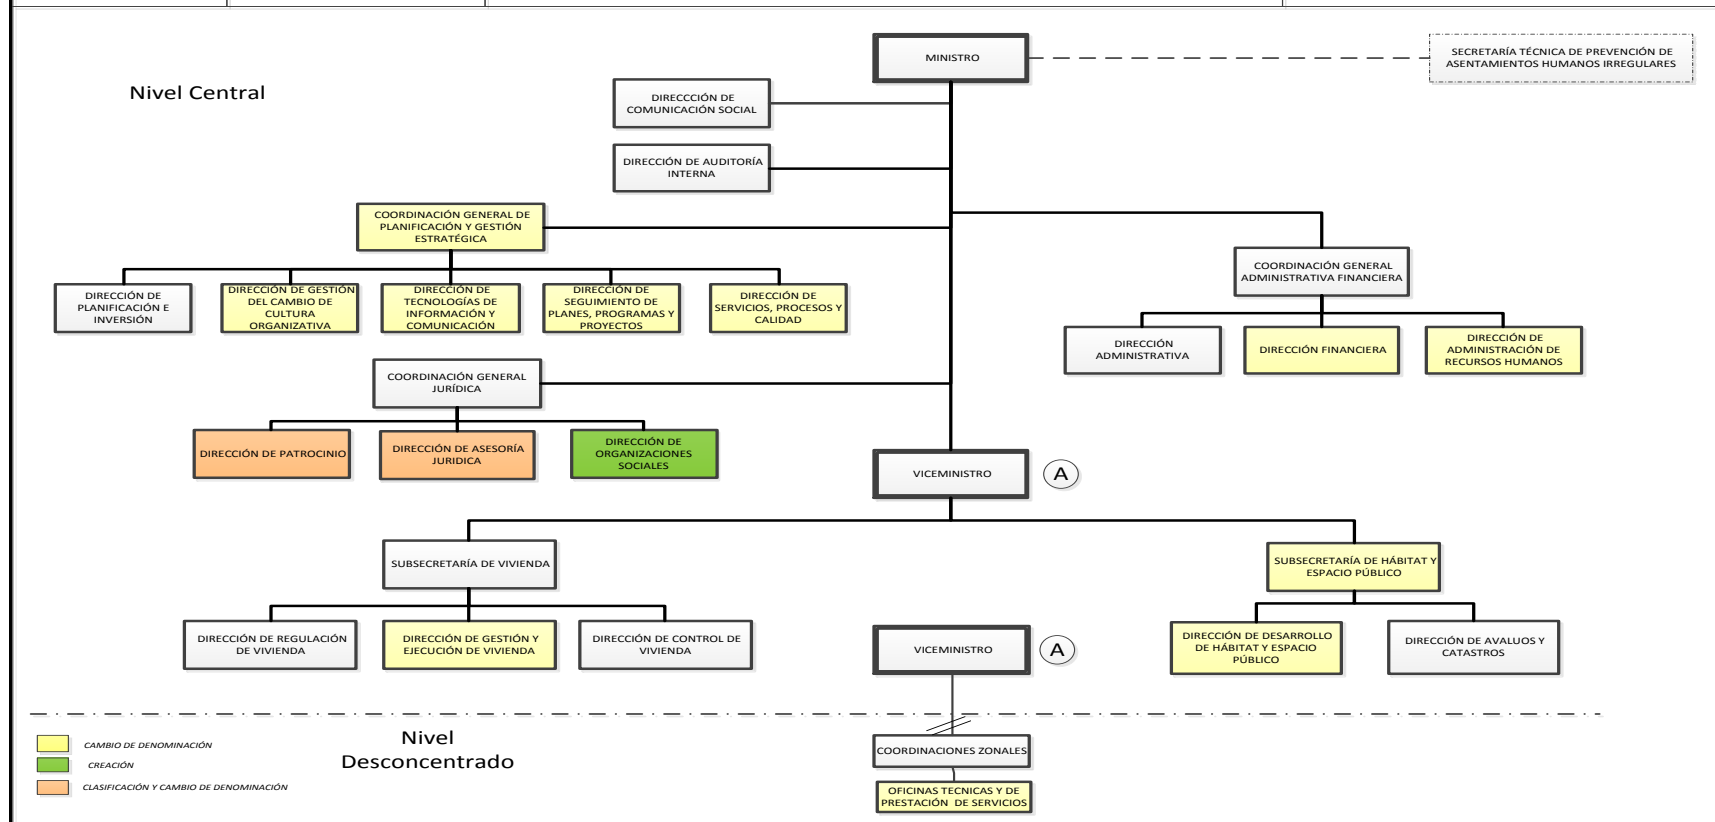 MINISTRO
SECRETARÍA TÉCNICA DE PREVENCIÓN DE
ASENTAMIENTOS HUMANOS IRREGULARES
Nivel Central
DIRECCCIÓN DE
COMUNICACIÓN SOCIAL
DIRECCIÓN DE AUDITORÍA
INTERNA
COORDINACIÓN GENERAL DE
PLANIFICACIÓN Y GESTIÓN
ESTRATÉGICA
COORDINACIÓN GENERAL
ADMINISTRATIVA FINANCIERA
DIRECCIÓN DE
PLANIFICACIÓN E
INVERSIÓN
DIRECCIÓN DE GESTIÓN
DEL CAMBIO DE
CULTURA
ORGANIZATIVA
DIRECCIÓN DE
TECNOLOGÍAS DE
INFORMACIÓN Y
COMUNICACIÓN
DIRECCIÓN DE
SEGUIMIENTO DE
PLANES, PROGRAMAS Y
PROYECTOS
DIRECCIÓN DE
SERVICIOS, PROCESOS Y
CALIDAD
DIRECCIÓN
ADMINISTRATIVA
DIRECCIÓN FINANCIERA
DIRECCIÓN DE
ADMINISTRACIÓN DE
RECURSOS HUMANOS
COORDINACIÓN GENERAL
JURÍDICA
DIRECCIÓN DE PATROCINIO
DIRECCIÓN DE ASESORÍA
JURIDICA
DIRECCIÓN DE
ORGANIZACIONES
SOCIALES
VICEMINISTRO
A
SUBSECRETARÍA DE VIVIENDA
SUBSECRETARÍA DE HÁBITAT Y
ESPACIO PÚBLICO
DIRECCIÓN DE REGULACIÓN
DE VIVIENDA
DIRECCIÓN DE GESTIÓN Y
EJECUCIÓN DE VIVIENDA
DIRECCIÓN DE CONTROL DE
VIVIENDA
VICEMINISTRO
A
DIRECCIÓN DE DESARROLLO
DE HÁBITAT Y ESPACIO
PÚBLICO
DIRECCIÓN DE AVALUOS Y
CATASTROS
CAMBIO DE DENOMINACIÓN
CREACIÓN
CLASIFICACIÓN Y CAMBIO DE DENOMINACIÓN
Nivel
Desconcentrado
COORDINACIONES ZONALES
OFICINAS TECNICAS Y DE
PRESTACIÓN DE SERVICIOS